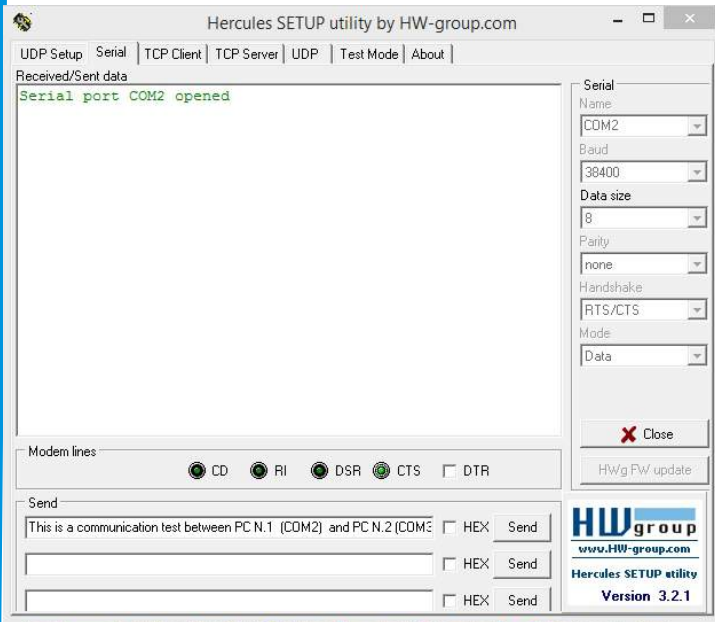 Hercules SETUP utility by HW-group.com
UDP Setup Serial TCP Client TCP Server UDP Test Mode About
Received/Sent data
Serial port COM2 opened
Serial
Name
COM2
Baud
38400
Data size
8
Parity
none
Handshake
RTS/CTS
Mode
Data
Close
HWg FW update
Modem lines
CD RI DSR CTS DTR
Send
This is a communication test between PC N.1 (COM2) and PC N.2 (COM3 HEX Send
HEX Send
HEX Send
HW group
www.HW-group.com
Hercules SETUP utility
Version 3.2.1